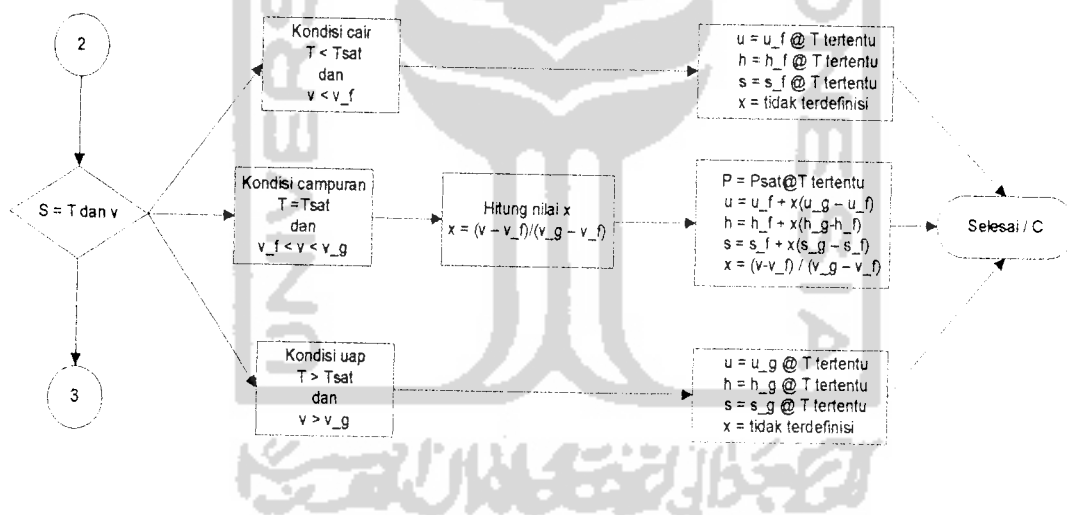 2
Kondisi cair
T < Tsat
dan
v < v_f
u = u_f @ T tertentu
h = h_f @ T tertentu
s = s_f @ T tertentu
x = tidak terdefinisi
S = T dan v
Kondisi campuran
T =Tsat
dan
v_f < v < v_g
Hitung nilai x
x = (v – v_f)/(v_g – v_f)
P = Psat@T tertentu
u = u_f + x(u_g – u_f)
h = h_f + x(h_g-h_f)
s = s_f + x(s_g – s_f)
x = (v-v_f) / (v_g – v_f)
Selesai / C
3
Kondisi uap
T > Tsat
dan
v > v_g
u = u_g @ T tertentu
h = h_g @ T tertentu
s = s_g @ T tertentu
x = tidak terdefinisi